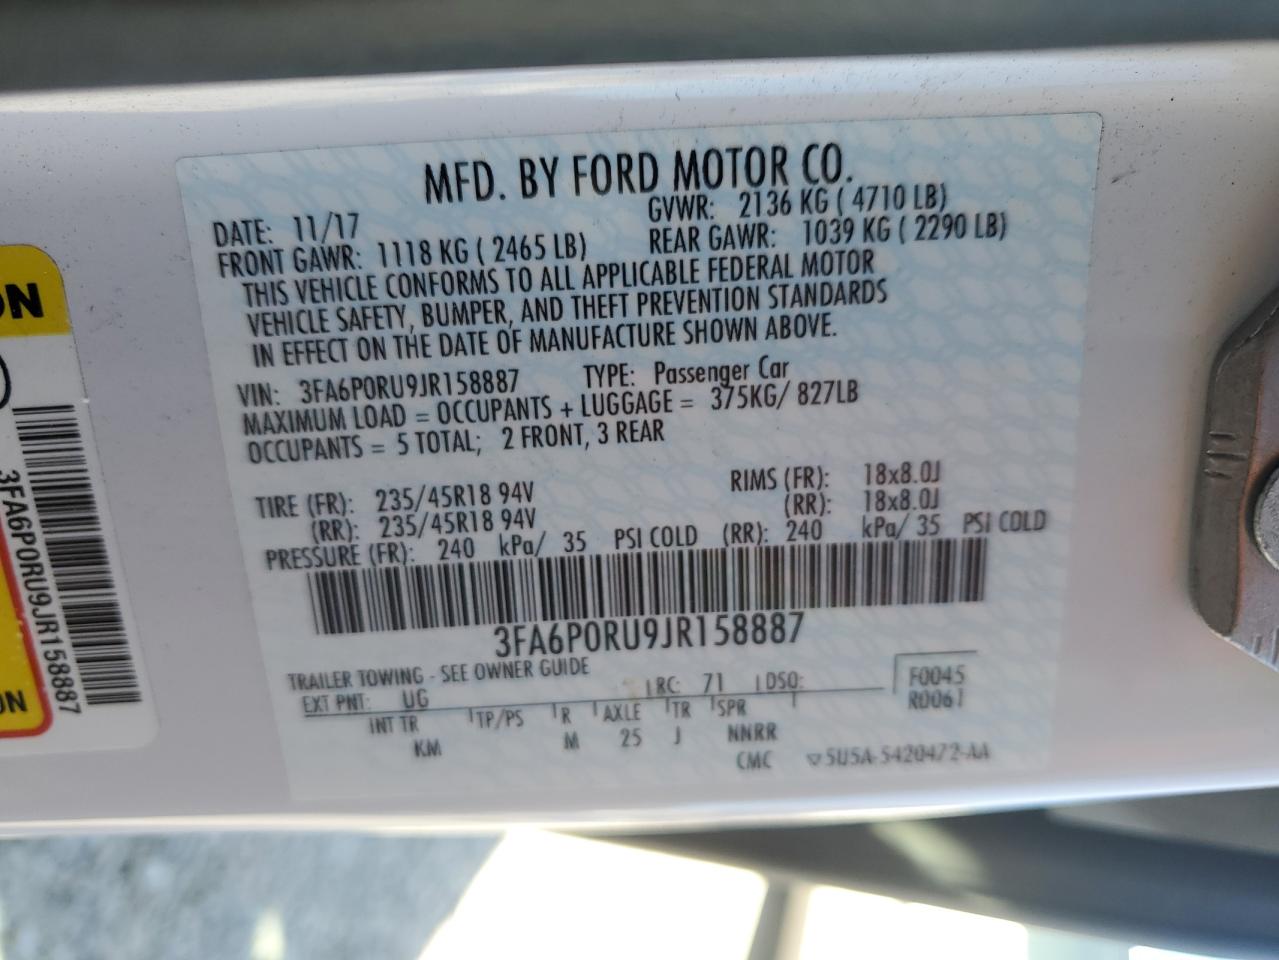 MFD. BY FORD MOTOR CO.
DATE: 11/17 GVWR: 2136 KG ( 4710 LB)
FRONT GAWR: 1118 KG ( 2465 LB) REAR GAWR: 1039 KG ( 2290 LB)
THIS VEHICLE CONFORMS TO ALL APPLICABLE FEDERAL MOTOR
VEHICLE SAFETY, BUMPER, AND THEFT PREVENTION STANDARDS
IN EFFECT ON THE DATE OF MANUFACTURE SHOWN ABOVE.
VIN: 3FA6P0RU9JR158887 TYPE: Passenger Car
MAXIMUM LOAD = OCCUPANTS + LUGGAGE = 375KG/ 827LB
OCCUPANTS = 5 TOTAL; 2 FRONT, 3 REAR
TIRE (FR): 235/45R18 94V RIMS (FR): 18x8.0J
(RR): 235/45R18 94V (RR): 18x8.0J
PRESSURE (FR): 240 kPa/ 35 PSI COLD (RR): 240 kPa/ 35 PSI COLD
3FA6P0RU9JR158887
TRAILER TOWING - SEE OWNER GUIDE
EXT PNT: UG RC: 71 DSO: F0045
R0061
INT TR TP/PS R AXLE TR SPR
KM M 25 J NNRR
CMC 5U5A-5420472-AA
ON
3FA6P0RU9JR158887
ON